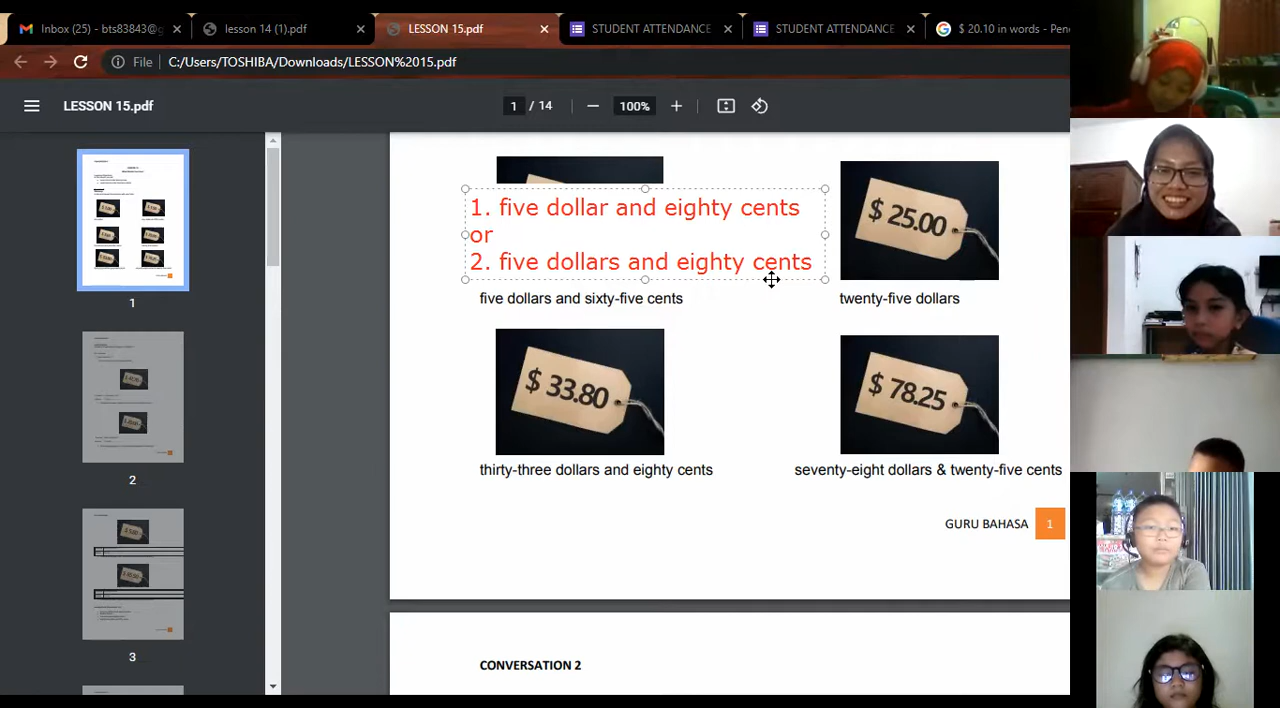 Inbox (25) - bts83843@g
lesson 14 (1).pdf
LESSON 15.pdf
STUDENT ATTENDANCE
STUDENT ATTENDANCE
$ 20.10 in words - Pen
File
C:/Users/TOSHIBA/Downloads/LESSON%2015.pdf
LESSON 15.pdf
1 / 14
100%
1. five dollar and eighty cents
or
2. five dollars and eighty cents
$ 25.00
five dollars and sixty-five cents
twenty-five dollars
$ 33.80
$ 78.25
thirty-three dollars and eighty cents
seventy-eight dollars & twenty-five cents
GURU BAHASA 1
CONVERSATION 2
1
2
3